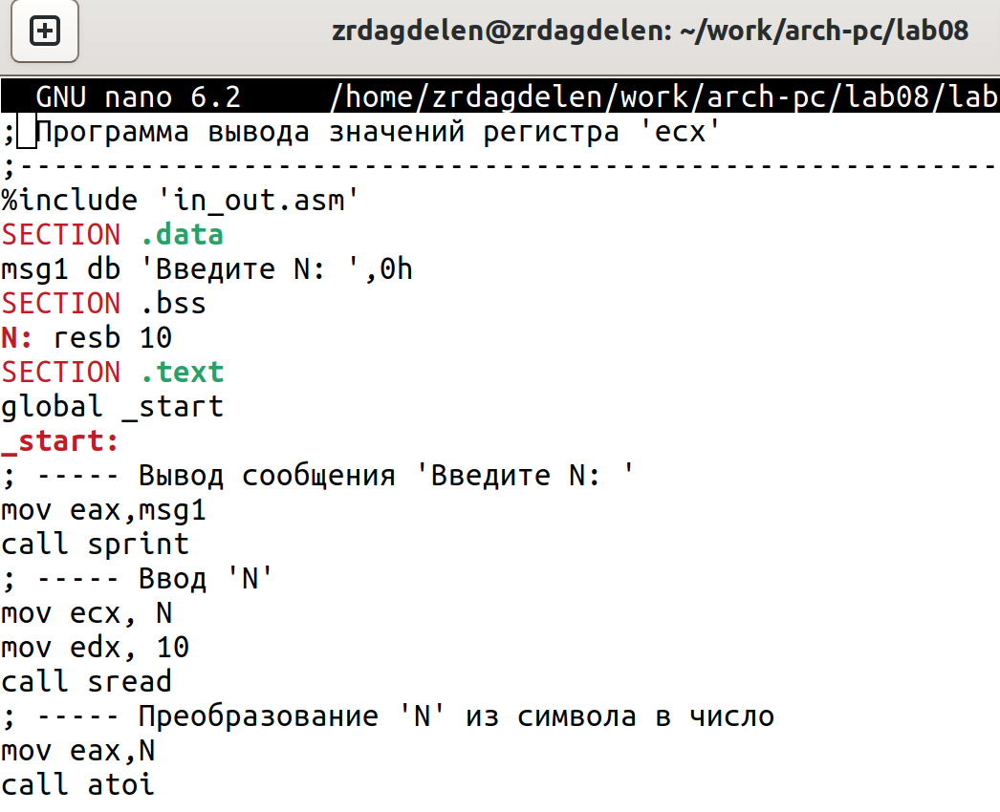 zrdagdelen@zrdagdelen: ~/work/arch-pc/lab08
GNU nano 6.2     /home/zrdagdelen/work/arch-pc/lab08/lab
; Программа вывода значений регистра 'ecx'
;---------------------------------------------------------
%include 'in_out.asm'
SECTION .data
msg1 db 'Введите N: ',0h
SECTION .bss
N: resb 10
SECTION .text
global _start
_start:
; ----- Вывод сообщения 'Введите N: '
mov eax,msg1
call sprint
; ----- Ввод 'N'
mov ecx, N
mov edx, 10
call sread
; ----- Преобразование 'N' из символа в число
mov eax,N
call atoi